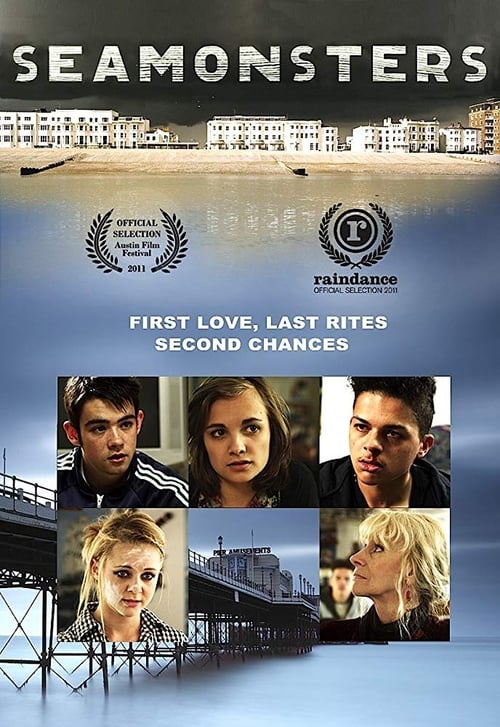 SEAMONSTERS
OFFICIAL
SELECTION
Austin Film
Festival
2011
r
raindance
OFFICIAL SELECTION 2011
FIRST LOVE, LAST RITES
SECOND CHANCES
PIER AMUSEMENTS